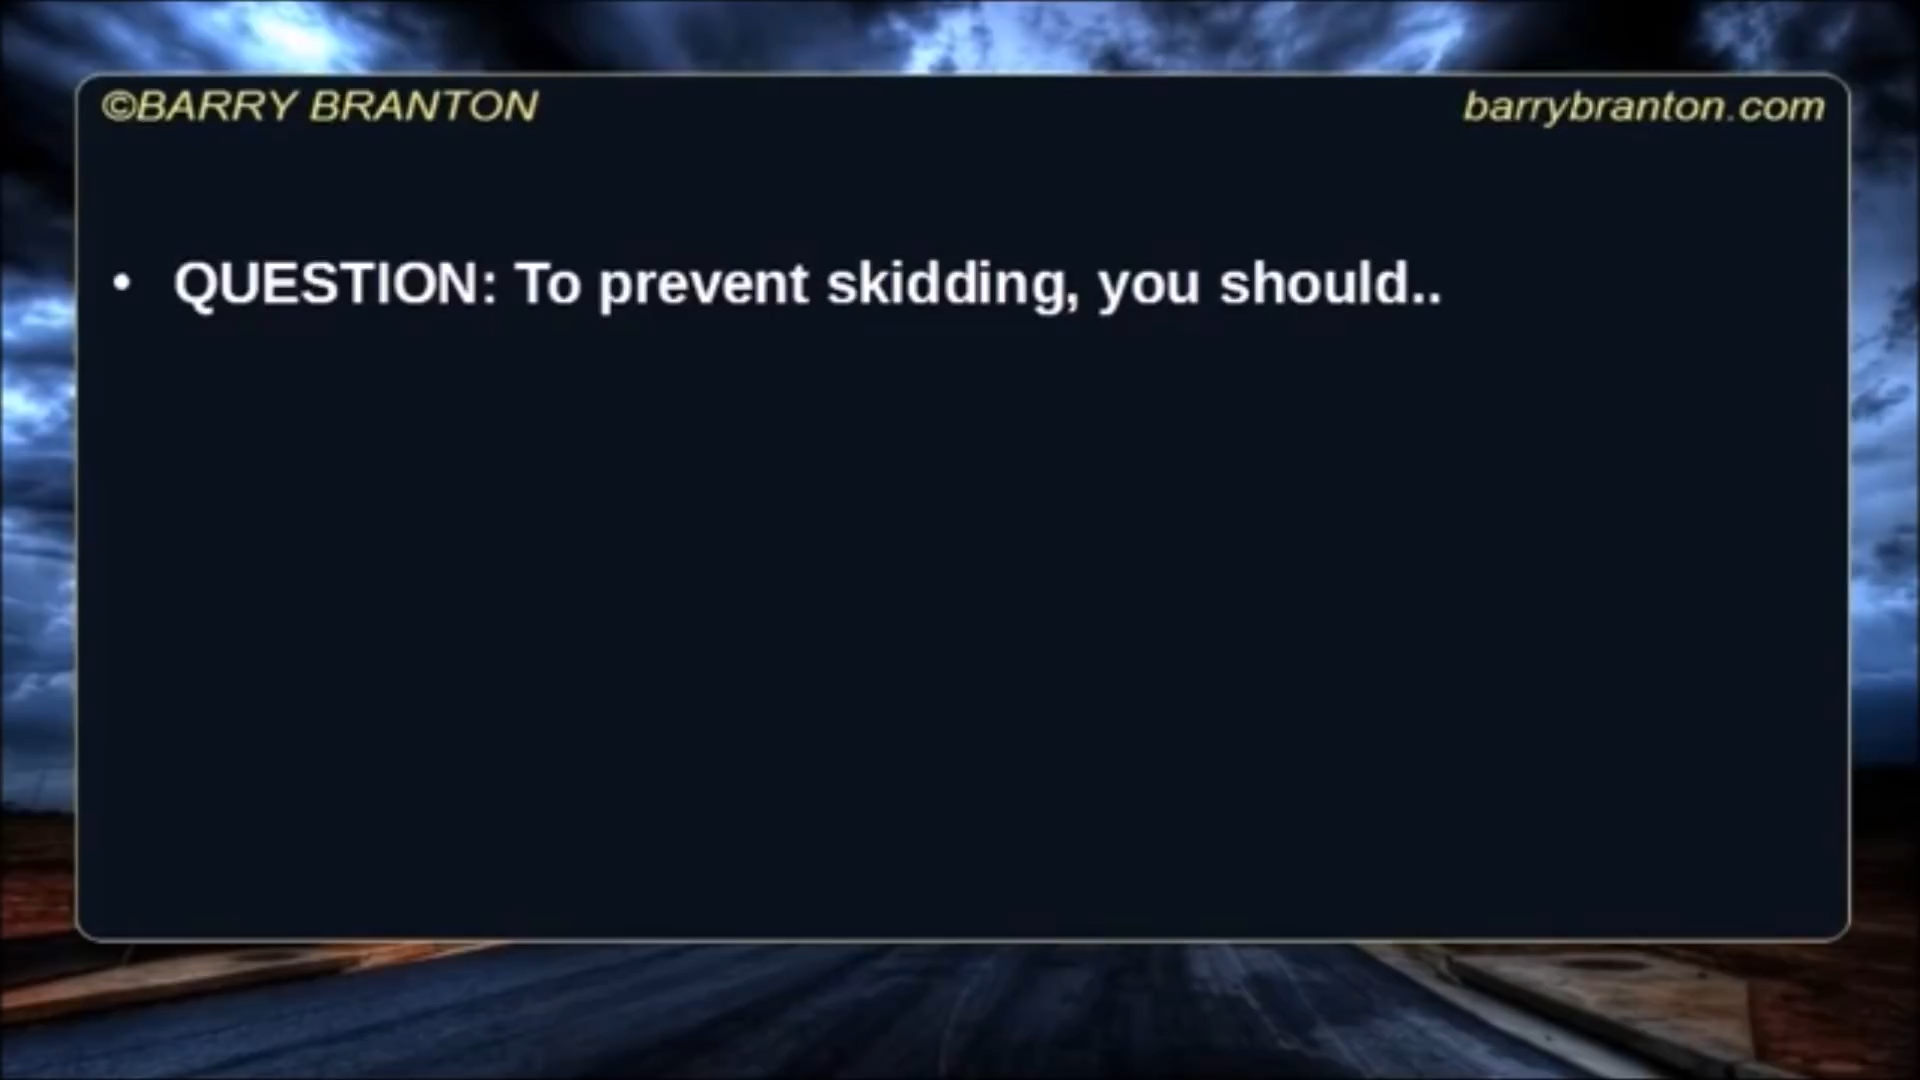 ©BARRY BRANTON
barrybranton.com
• QUESTION: To prevent skidding, you should..